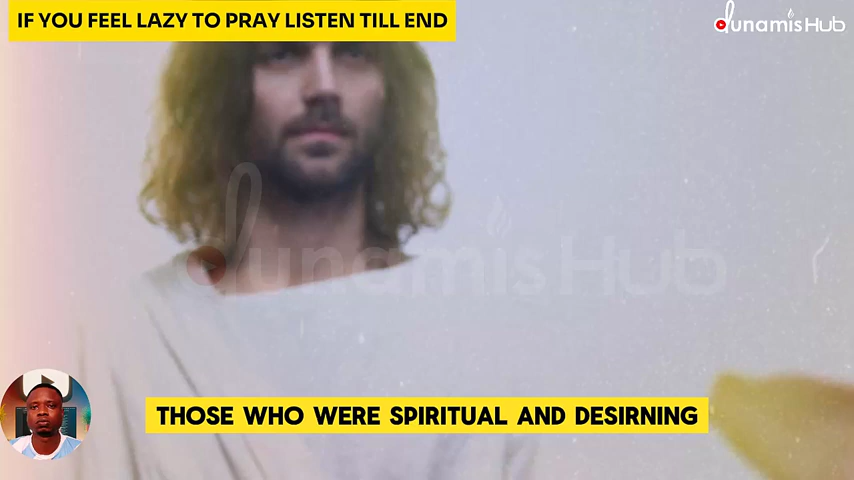 IF YOU FEEL LAZY TO PRAY LISTEN TILL END
dunamis Hub
dunamis Hub
THOSE WHO WERE SPIRITUAL AND DESIRNING